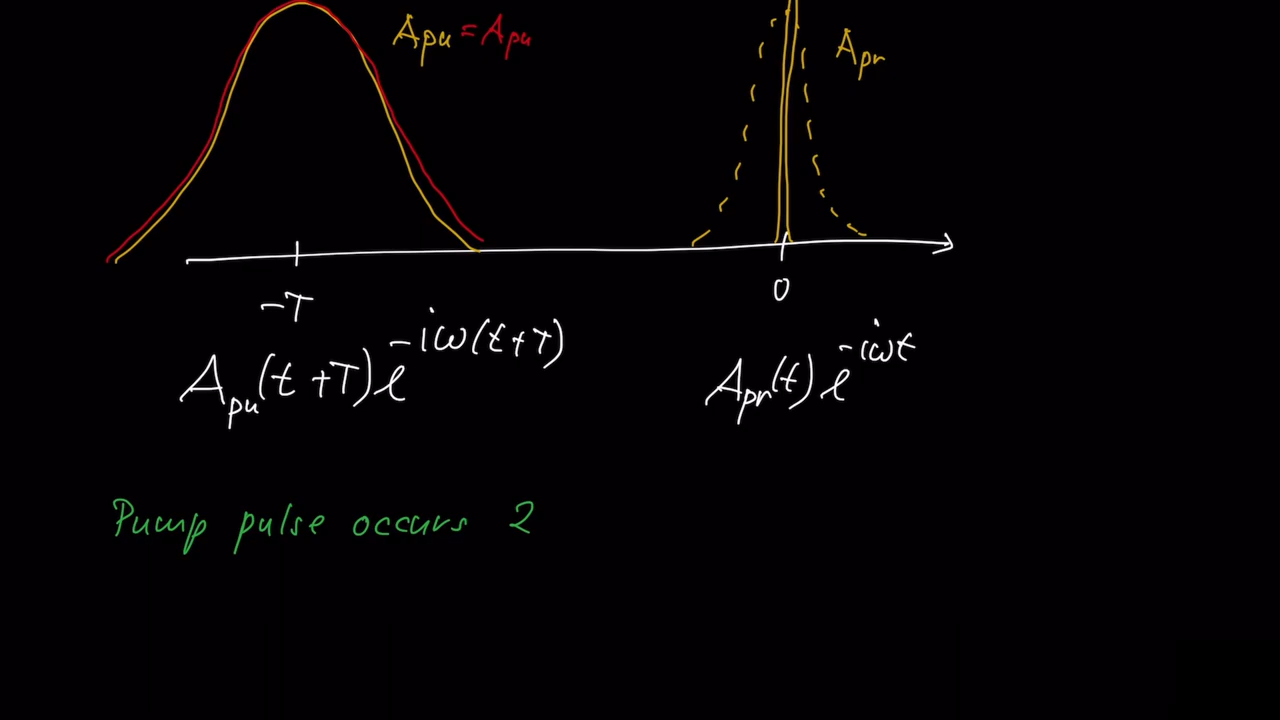 Apu = Apu
Apr
-T
0
Apu(t+T)e^-iω(t+T)
Apr(t)e^-iωt
Pump pulse occurs 2